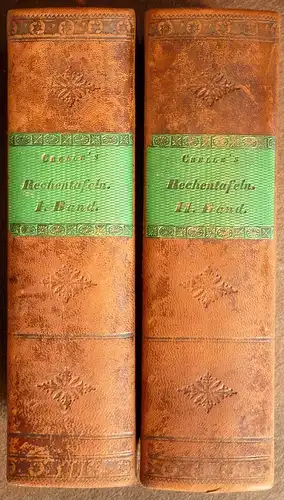 CRELLE'S
Rechentafeln.
I. Band.
CRELLE'S
Rechentafeln.
II. Band.